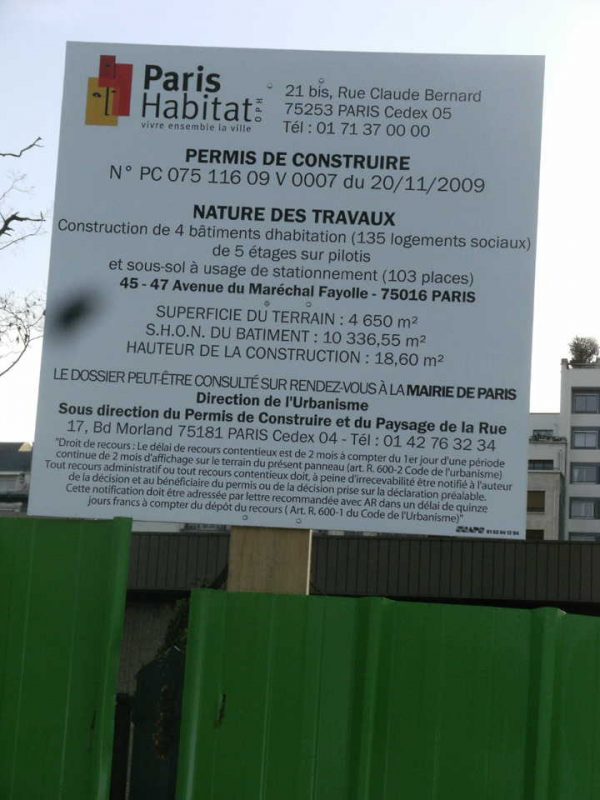 Paris
Habitat OPH
vivre ensemble la ville
21 bis, Rue Claude Bernard
75253 PARIS Cedex 05
Tél : 01 71 37 00 00
PERMIS DE CONSTRUIRE
N° PC 075 116 09 V 0007 du 20/11/2009
NATURE DES TRAVAUX
Construction de 4 bâtiments dhabitation (135 logements sociaux)
de 5 étages sur pilotis
et sous-sol à usage de stationnement (103 places)
45 - 47 Avenue du Maréchal Fayolle - 75016 PARIS
SUPERFICIE DU TERRAIN : 4 650 m²
S.H.O.N. DU BATIMENT : 10 336,55 m²
HAUTEUR DE LA CONSTRUCTION : 18,60 m²
LE DOSSIER PEUT-ÊTRE CONSULTÉ SUR RENDEZ-VOUS À LA MAIRIE DE PARIS
Direction de l'Urbanisme
Sous direction du Permis de Construire et du Paysage de la Rue
17, Bd Morland 75181 PARIS Cedex 04 - Tél : 01 42 76 32 34
"Droit de recours : Le délai de recours contentieux est de 2 mois à compter du 1er jour d'une période
continue de 2 mois d'affichage sur le terrain du présent panneau (art. R. 600-2 Code de l'urbanisme)
Tout recours administratif ou tout recours contentieux doit, à peine d'irrecevabilité être notifié à l'auteur
de la décision et au bénéficiaire du permis ou de la décision prise sur la déclaration préalable.
Cette notification doit être adressée par lettre recommandée avec AR dans un délai de quinze
jours francs à compter du dépôt du recours ( Art. R. 600-1 du Code de l'Urbanisme)"